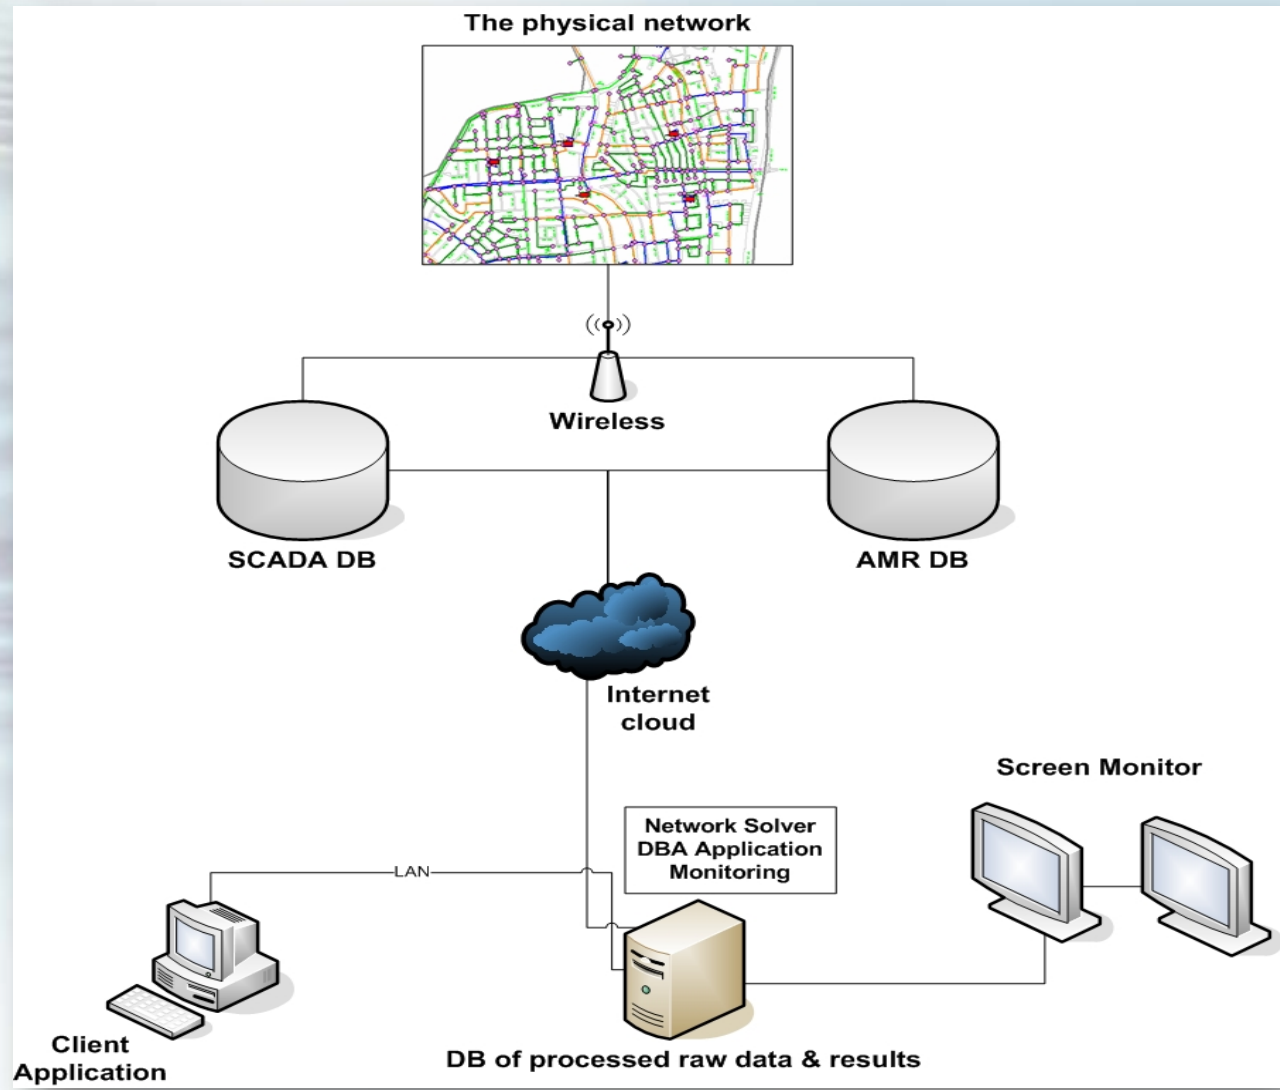 The physical network
Wireless
SCADA DB
AMR DB
Internet
cloud
Screen Monitor
Network Solver
DBA Application
Monitoring
LAN
Client
Application
DB of processed raw data & results